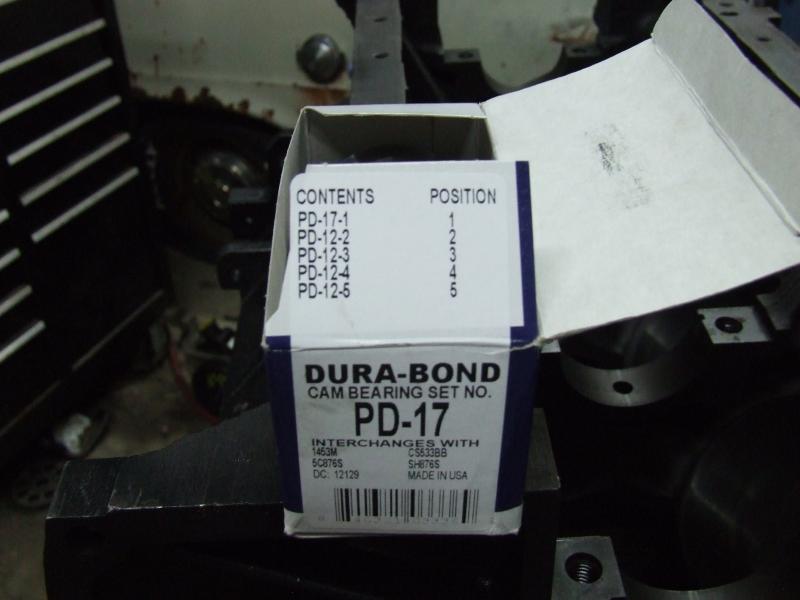 CONTENTS POSITION
PD-17-1 1
PD-12-2 2
PD-12-3 3
PD-12-4 4
PD-12-5 5
DURA-BOND
CAM BEARING SET NO.
PD-17
INTERCHANGES WITH
1453M CS533BB
5C876S SH876S
DC: 12129 MADE IN USA